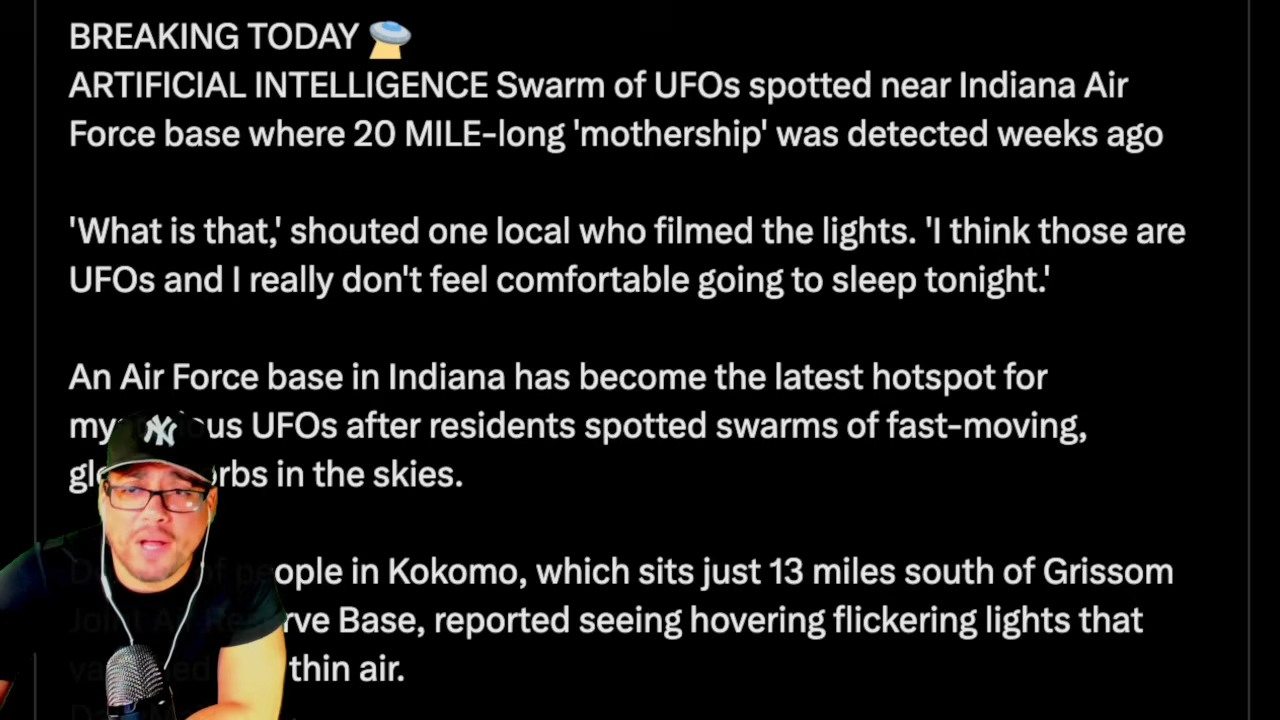 BREAKING TODAY 🛸
ARTIFICIAL INTELLIGENCE Swarm of UFOs spotted near Indiana Air
Force base where 20 MILE-long 'mothership' was detected weeks ago
'What is that,' shouted one local who filmed the lights. 'I think those are
UFOs and I really don't feel comfortable going to sleep tonight.'
An Air Force base in Indiana has become the latest hotspot for
UFOs after residents spotted swarms of fast-moving,
in the skies.
NY
people in Kokomo, which sits just 13 miles south of Grissom
Joint Air Reserve Base, reported seeing hovering flickering lights that
thin air.